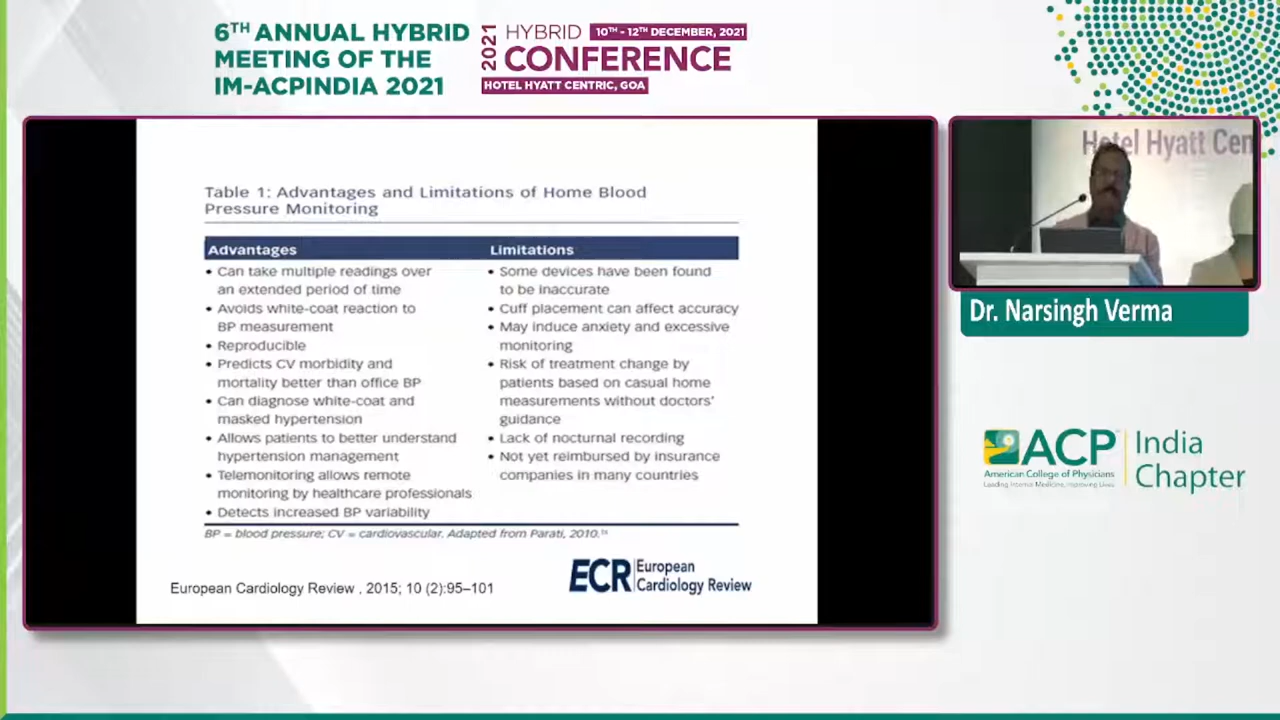 6TH ANNUAL HYBRID
MEETING OF THE
IM-ACPINDIA 2021
2021
HYBRID
10TH - 12TH DECEMBER, 2021
CONFERENCE
HOTEL HYATT CENTRIC, GOA
Table 1: Advantages and Limitations of Home Blood
Pressure Monitoring
Advantages
• Can take multiple readings over
an extended period of time
• Avoids white-coat reaction to
BP measurement
• Reproducible
• Predicts CV morbidity and
mortality better than office BP
• Can diagnose white-coat and
masked hypertension
• Allows patients to better understand
hypertension management
• Telemonitoring allows remote
monitoring by healthcare professionals
• Detects increased BP variability
Limitations
• Some devices have been found
to be inaccurate
• Cuff placement can affect accuracy
• May induce anxiety and excessive
monitoring
• Risk of treatment change by
patients based on casual home
measurements without doctors'
guidance
• Lack of nocturnal recording
• Not yet reimbursed by insurance
companies in many countries
BP = blood pressure; CV = cardiovascular. Adapted from Parati, 2010.
European Cardiology Review , 2015; 10 (2):95–101
ECR European
Cardiology Review
Hotel Hyatt Cen
Dr. Narsingh Verma
ACP
American College of Physicians
Leading Internal Medicine, Improving Lives
India
Chapter